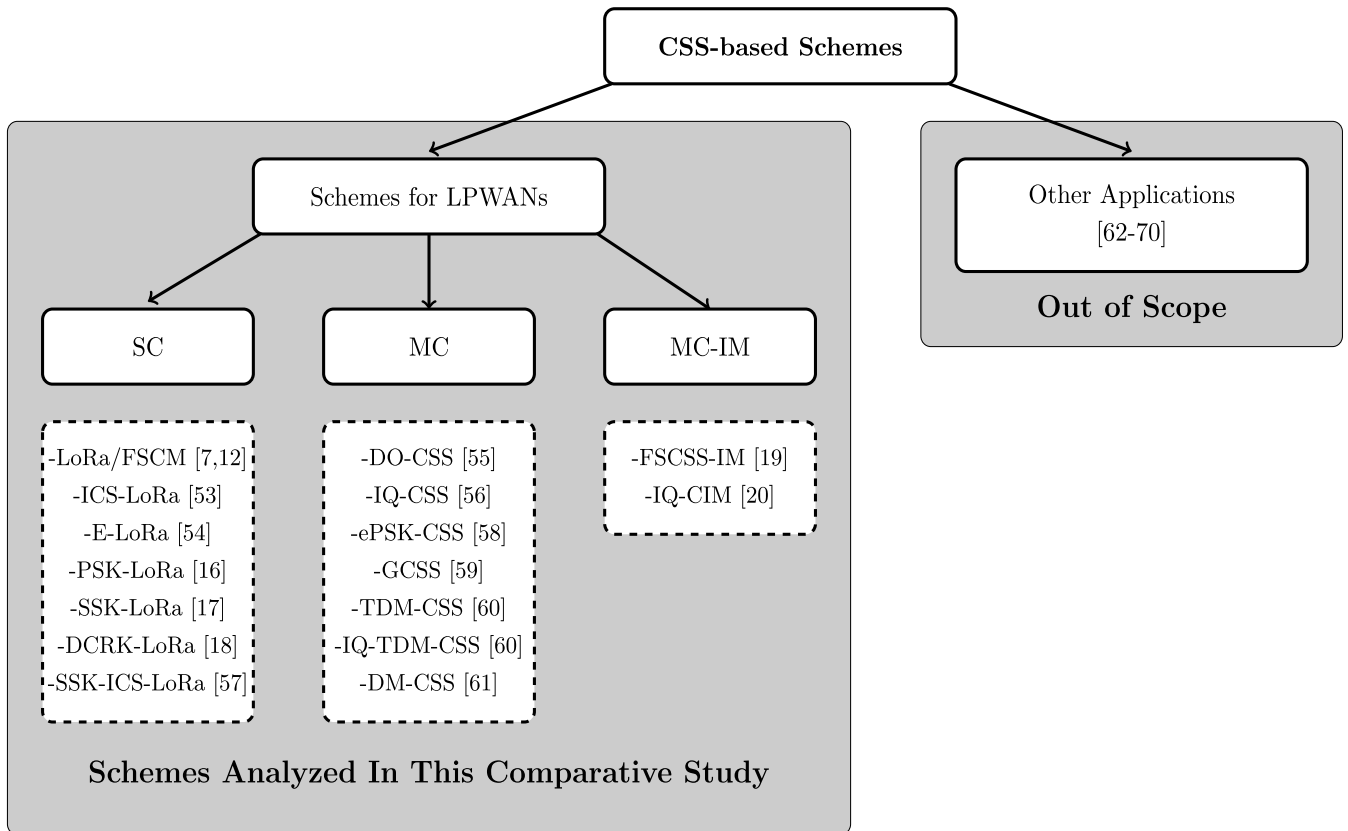 CSS-based Schemes
Schemes for LPWANs
Other Applications
[62-70]
Out of Scope
SC
MC
MC-IM
-LoRa/FSCM [7,12]
-ICS-LoRa [53]
-E-LoRa [54]
-PSK-LoRa [16]
-SSK-LoRa [17]
-DCRK-LoRa [18]
-SSK-ICS-LoRa [57]
-DO-CSS [55]
-IQ-CSS [56]
-ePSK-CSS [58]
-GCSS [59]
-TDM-CSS [60]
-IQ-TDM-CSS [60]
-DM-CSS [61]
-FSCSS-IM [19]
-IQ-CIM [20]
Schemes Analyzed In This Comparative Study